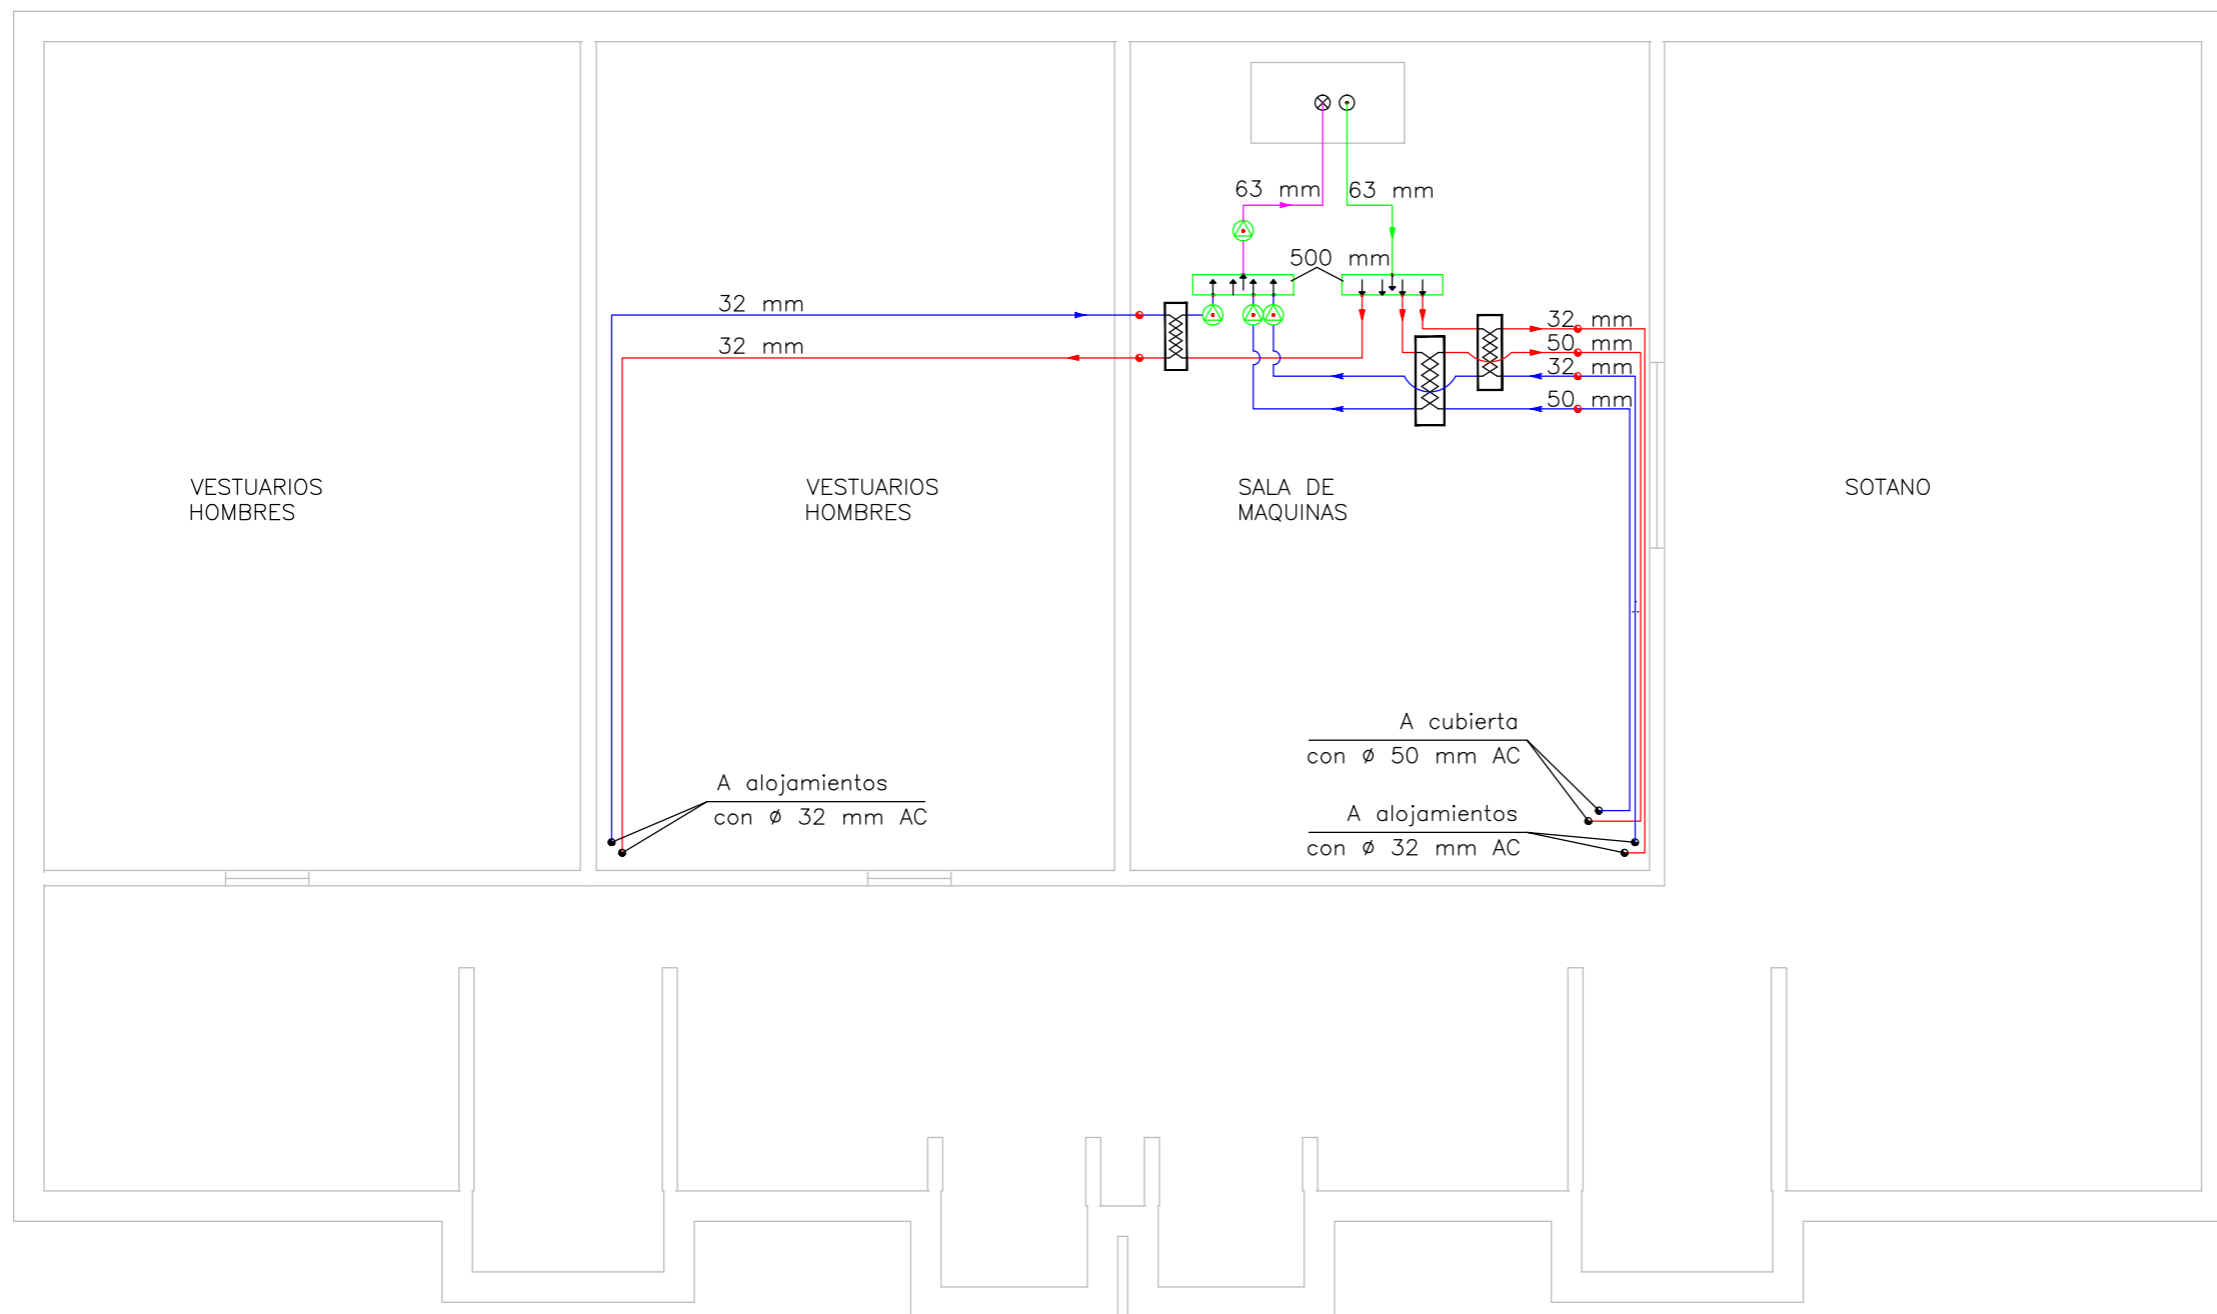 63 mm
63 mm
500 mm
32 mm
32 mm
32 mm
50 mm
32 mm
50 mm
VESTUARIOS
HOMBRES
VESTUARIOS
HOMBRES
SALA DE
MAQUINAS
SOTANO
A cubierta
con ø 50 mm AC
A alojamientos
con ø 32 mm AC
A alojamientos
con ø 32 mm AC